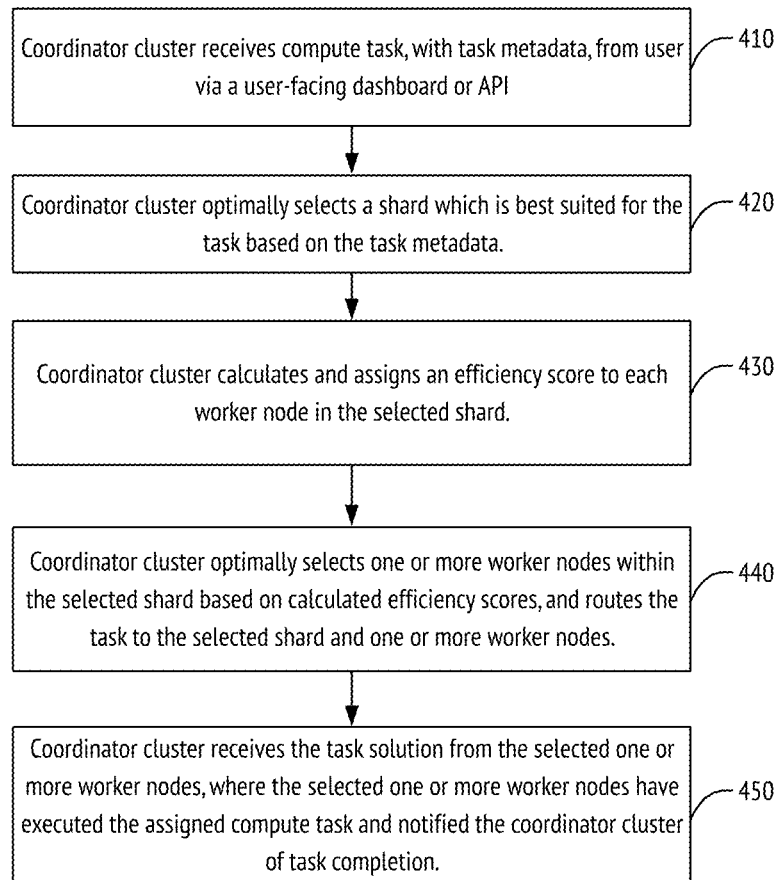 Coordinator cluster receives compute task, with task metadata, from user
via a user-facing dashboard or API
410
Coordinator cluster optimally selects a shard which is best suited for the
task based on the task metadata.
420
Coordinator cluster calculates and assigns an efficiency score to each
worker node in the selected shard.
430
Coordinator cluster optimally selects one or more worker nodes within
the selected shard based on calculated efficiency scores, and routes the
task to the selected shard and one or more worker nodes.
440
Coordinator cluster receives the task solution from the selected one or
more worker nodes, where the selected one or more worker nodes have
executed the assigned compute task and notified the coordinator cluster
of task completion.
450